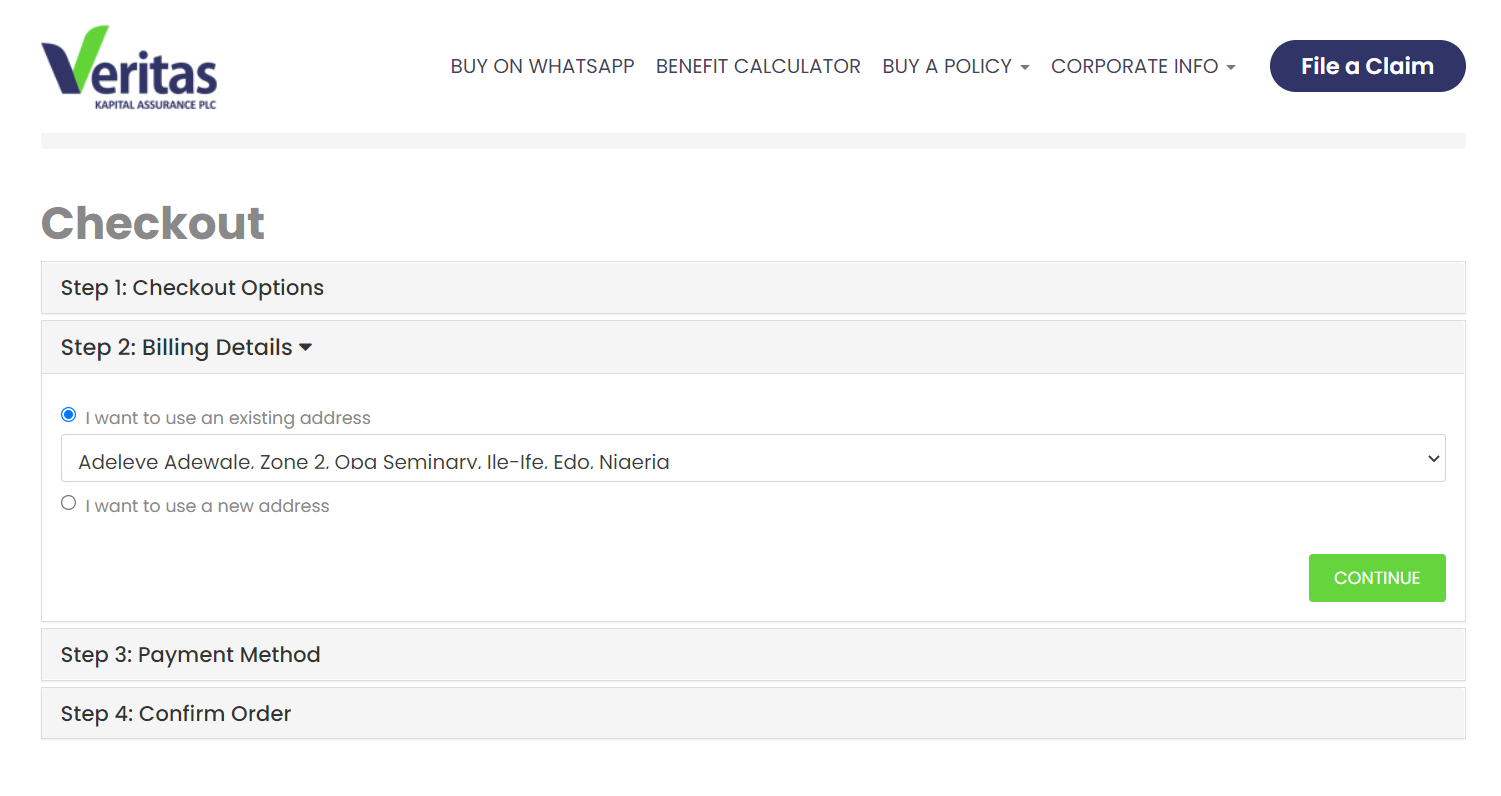 Veritas
KAPITAL ASSURANCE PLC
BUY ON WHATSAPP BENEFIT CALCULATOR BUY A POLICY CORPORATE INFO File a Claim
Checkout
Step 1: Checkout Options
Step 2: Billing Details
I want to use an existing address
Adeleye Adewale, Zone 2, Opa Seminary, Ile-Ife, Edo, Nigeria
I want to use a new address
CONTINUE
Step 3: Payment Method
Step 4: Confirm Order